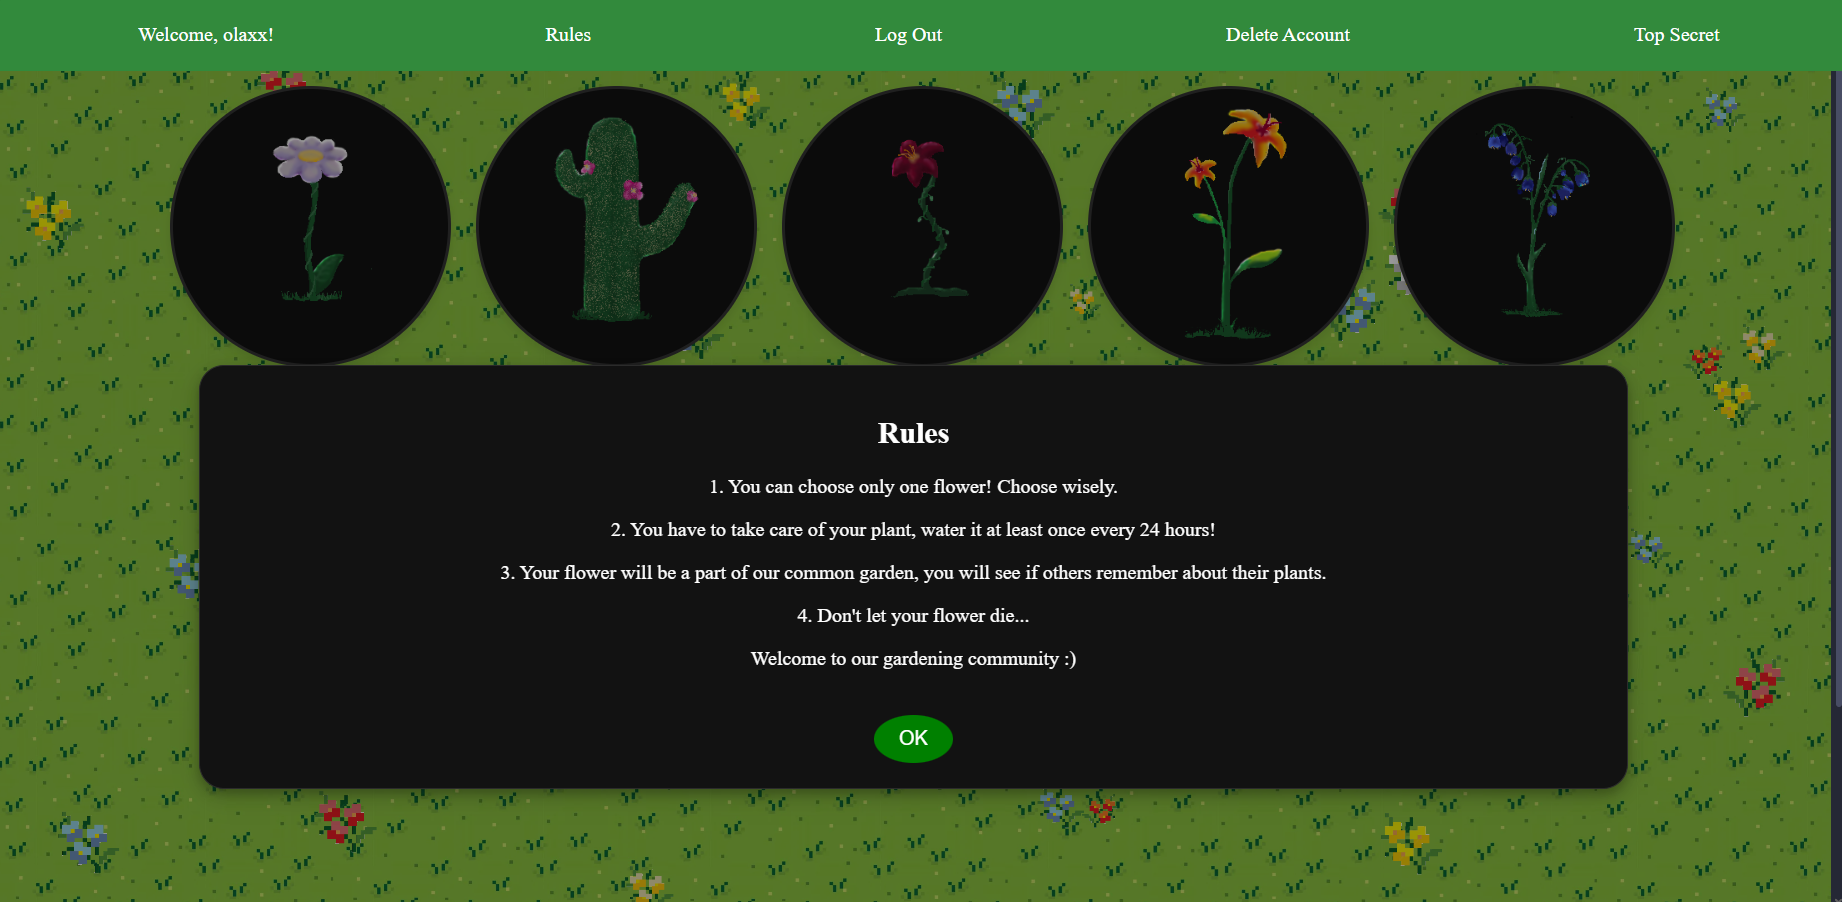 Welcome, olaxx!
Rules
Log Out
Delete Account
Top Secret
Rules
1. You can choose only one flower! Choose wisely.
2. You have to take care of your plant, water it at least once every 24 hours!
3. Your flower will be a part of our common garden, you will see if others remember about their plants.
4. Don't let your flower die...
Welcome to our gardening community :)
OK